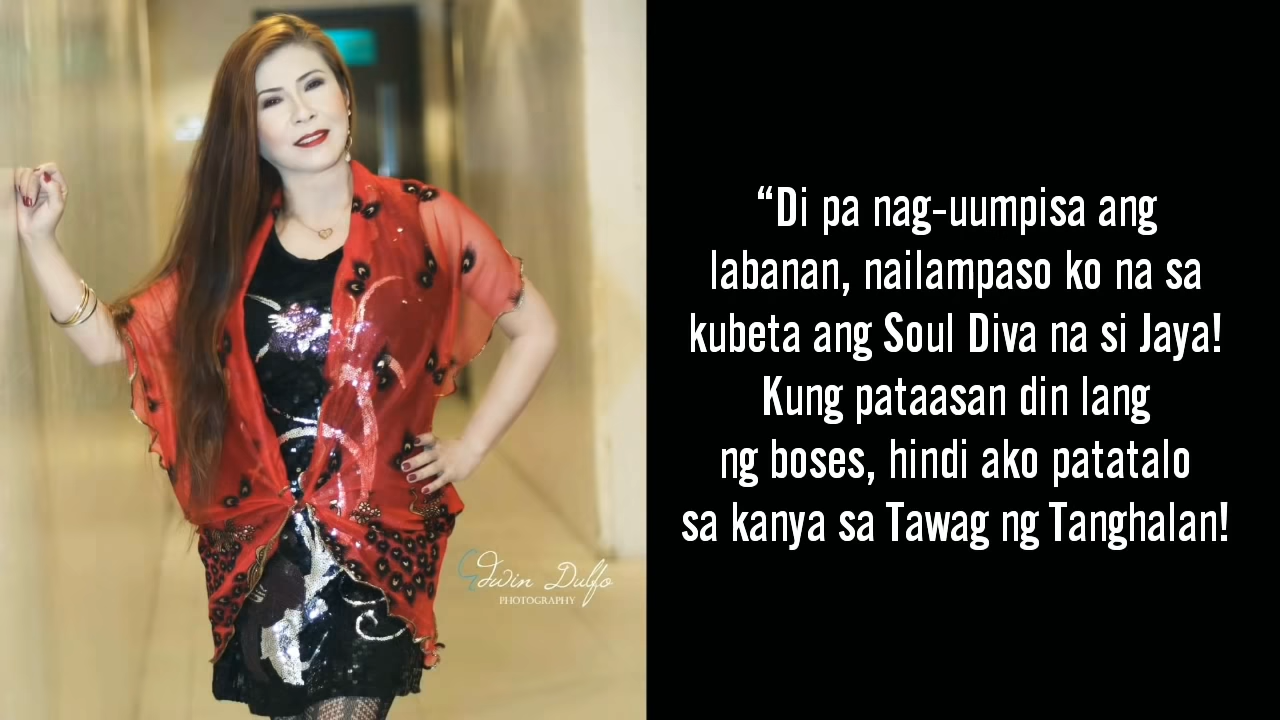 “Di pa nag-uumpisa ang
labanan, nailampaso ko na sa
kubeta ang Soul Diva na si Jaya!
Kung pataasan din lang
ng boses, hindi ako patatalo
sa kanya sa Tawag ng Tanghalan!
Edwin Dulfo
PHOTOGRAPHY